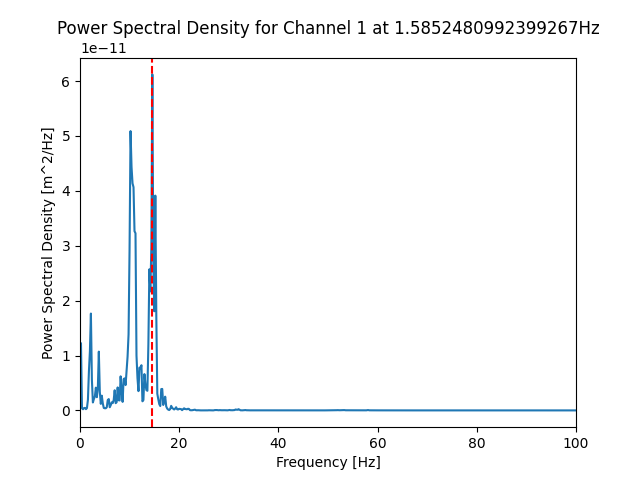 Power Spectral Density for Channel 1 at 1.5852480992399267Hz
1e−11
6
5
4
3
2
1
0
Power Spectral Density [m^2/Hz]
0 20 40 60 80 100
Frequency [Hz]